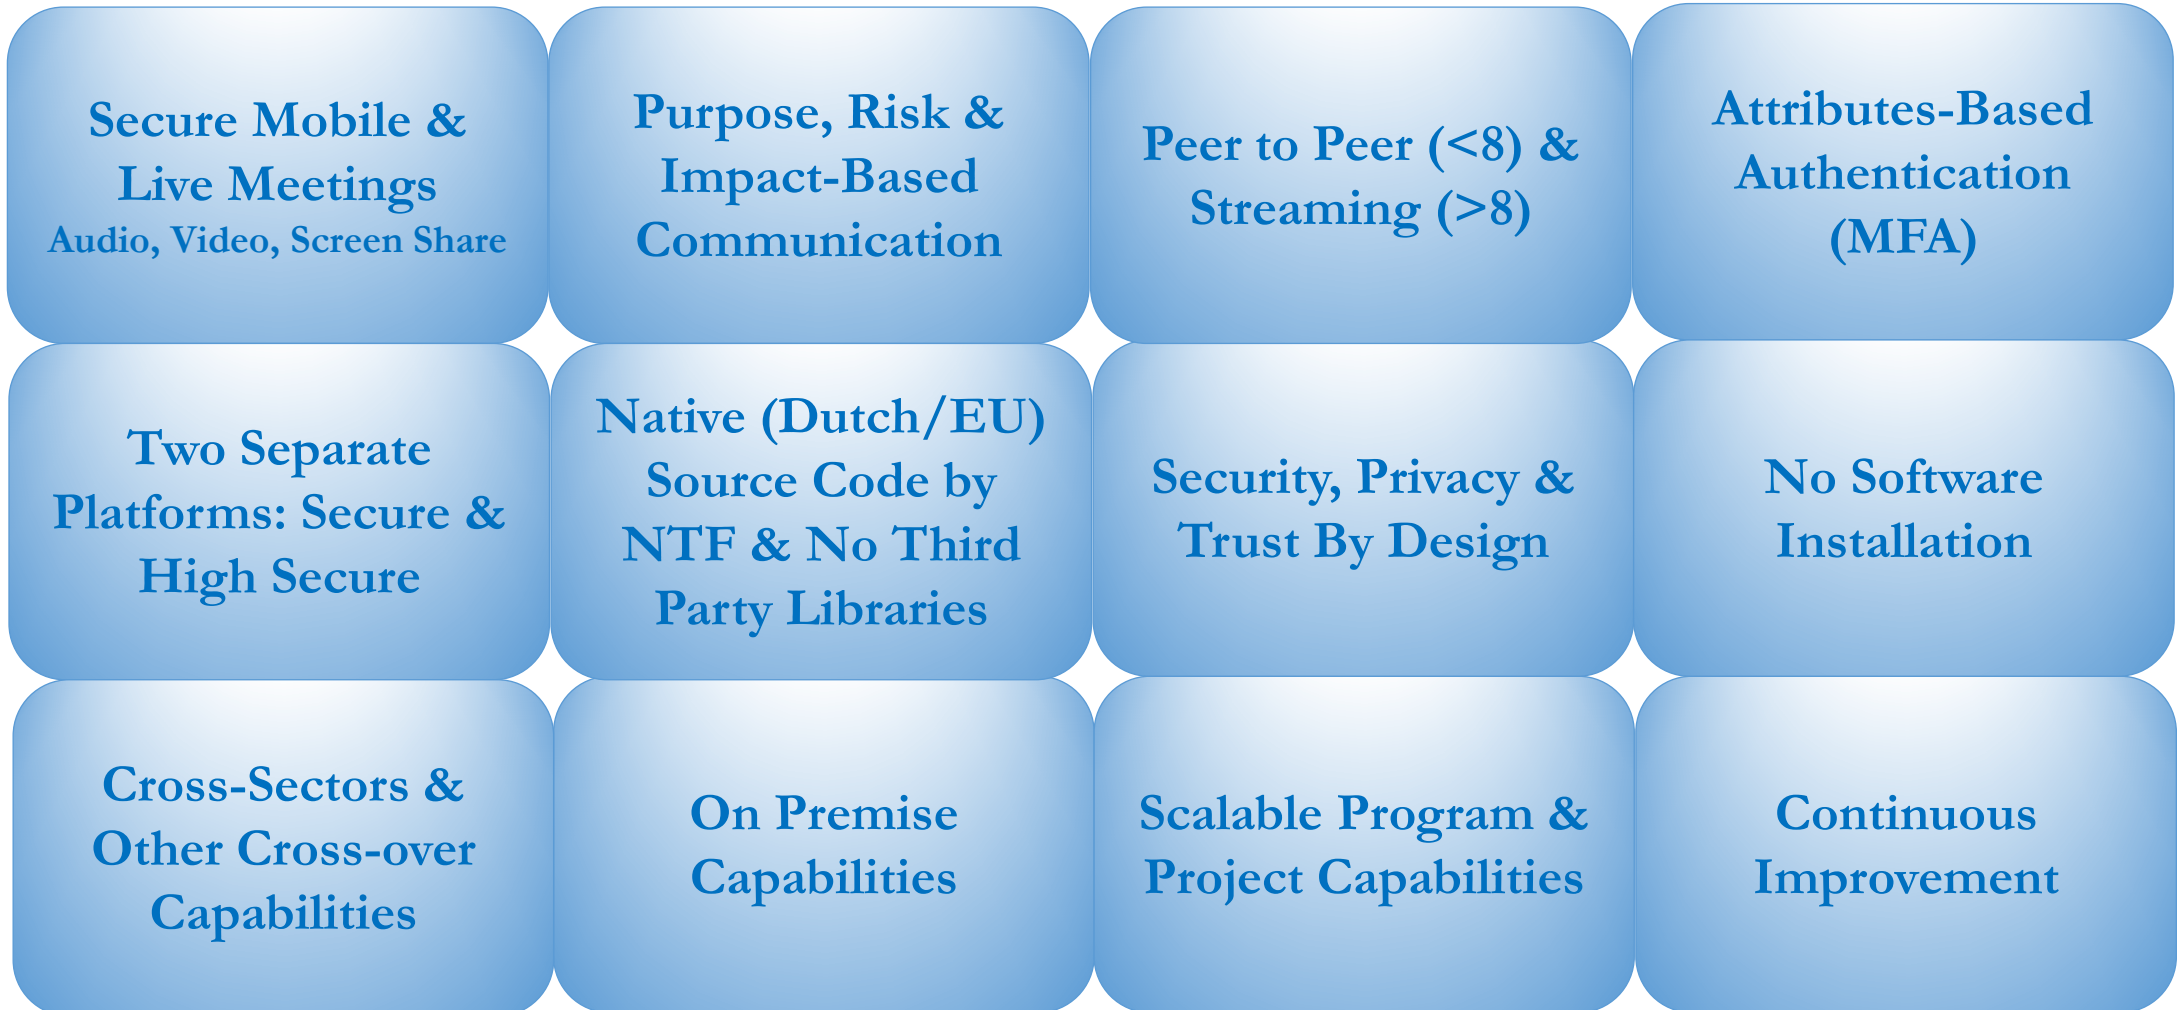 Secure Mobile &
Live Meetings
Audio, Video, Screen Share
Purpose, Risk &
Impact-Based
Communication
Peer to Peer (<8) &
Streaming (>8)
Attributes-Based
Authentication
(MFA)
Two Separate
Platforms: Secure &
High Secure
Native (Dutch/EU)
Source Code by
NTF & No Third
Party Libraries
Security, Privacy &
Trust By Design
No Software
Installation
Cross-Sectors &
Other Cross-over
Capabilities
On Premise
Capabilities
Scalable Program &
Project Capabilities
Continuous
Improvement